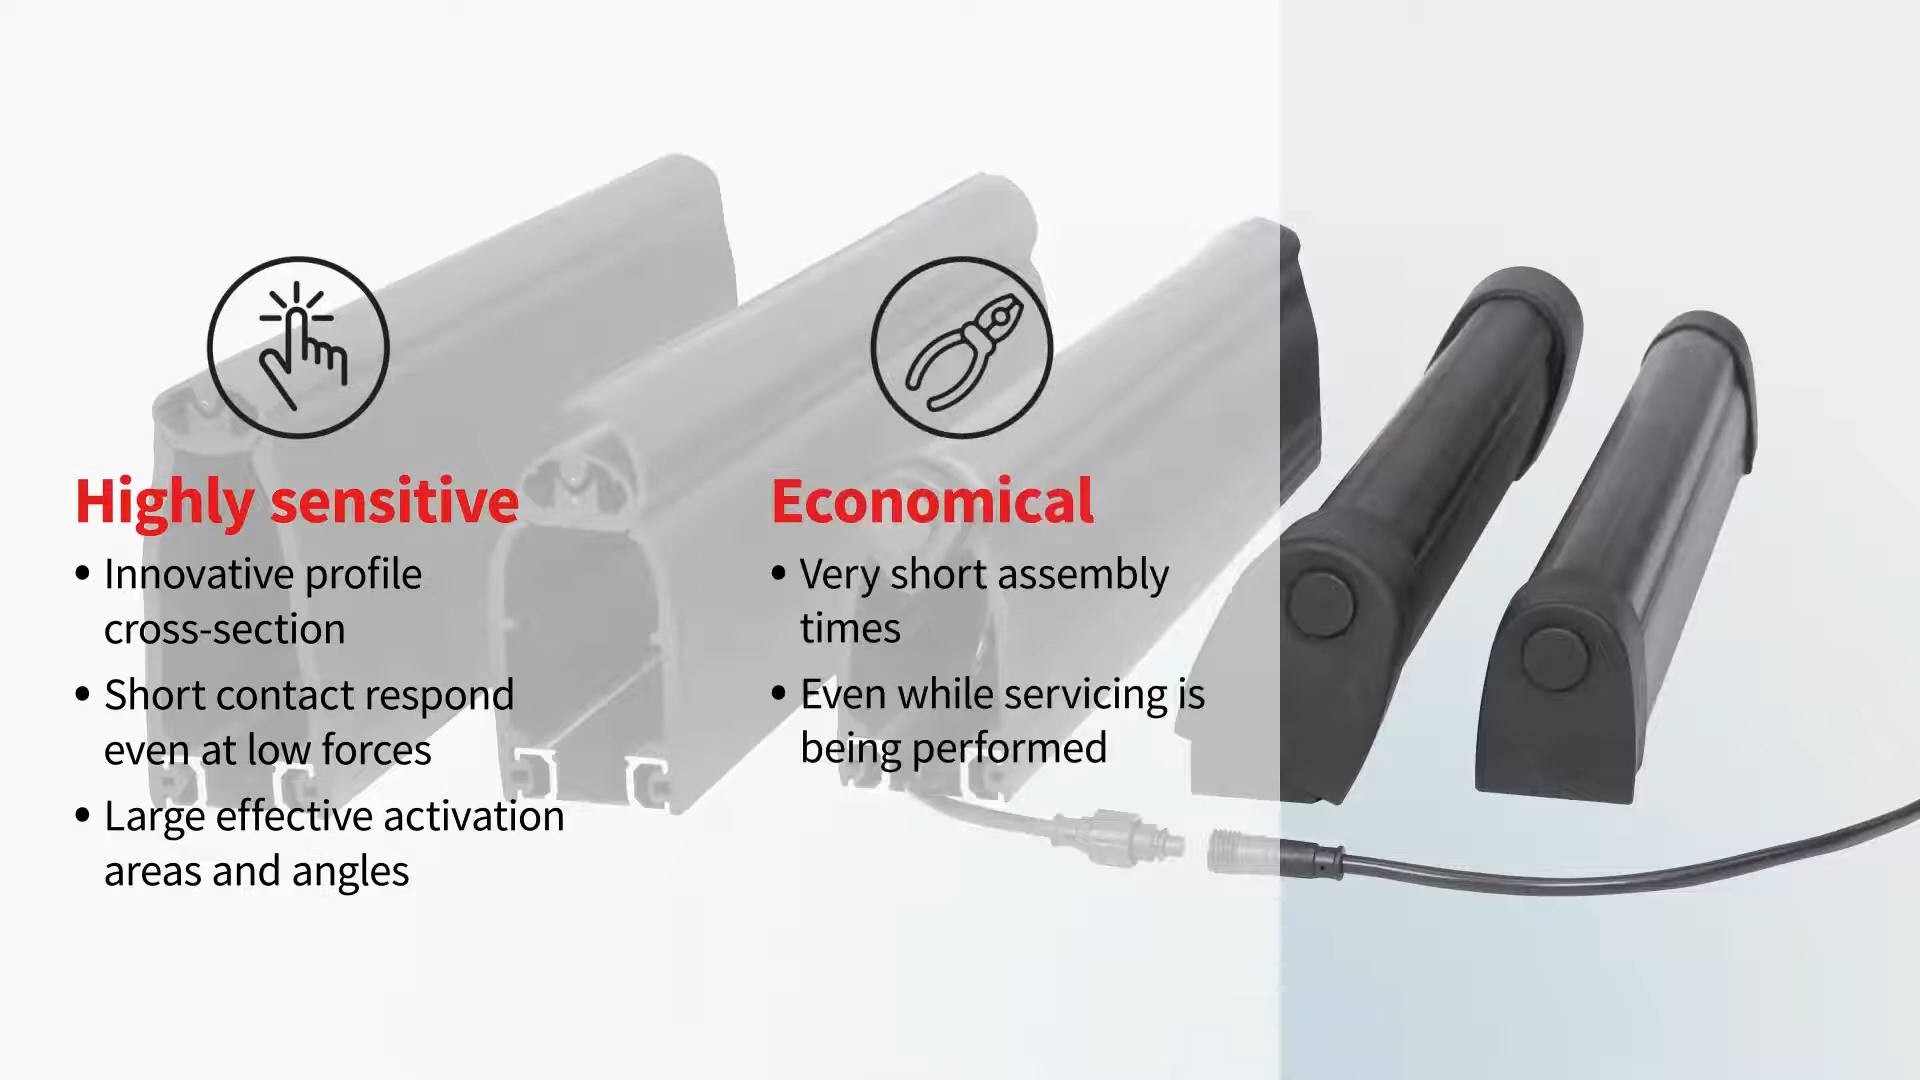 Highly sensitive
• Innovative profile
cross-section
• Short contact respond
even at low forces
• Large effective activation
areas and angles
Economical
• Very short assembly
times
• Even while servicing is
being performed